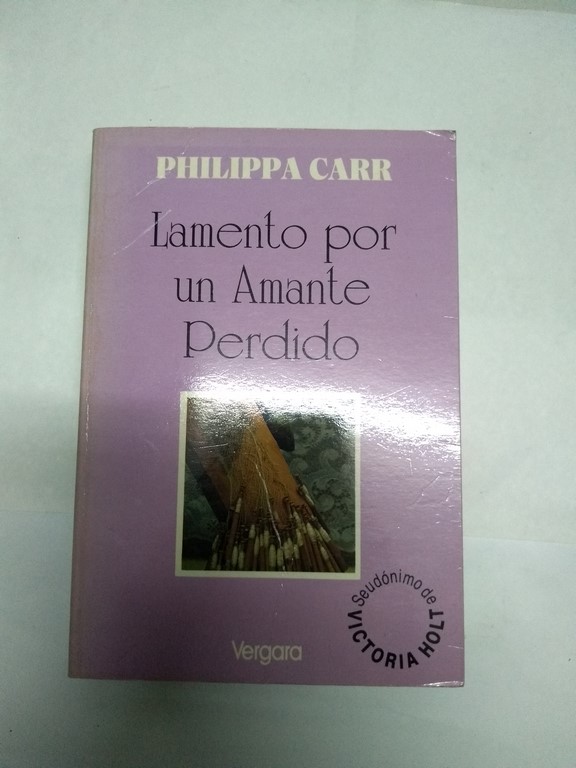 PHILIPPA CARR
Lamento por
un Amante
Perdido
Seudónimo de
VICTORIA HOLT
Vergara